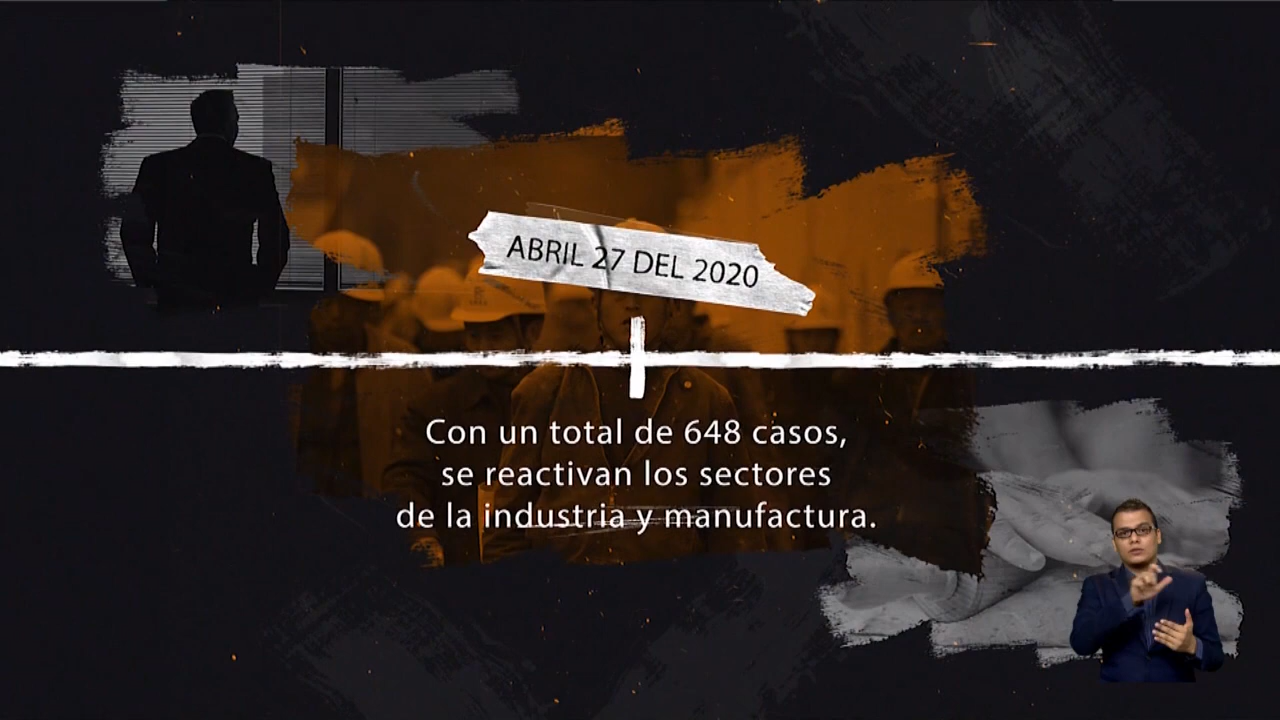 ABRIL 27 DEL 2020
Con un total de 648 casos,
se reactivan los sectores
de la industria y manufactura.